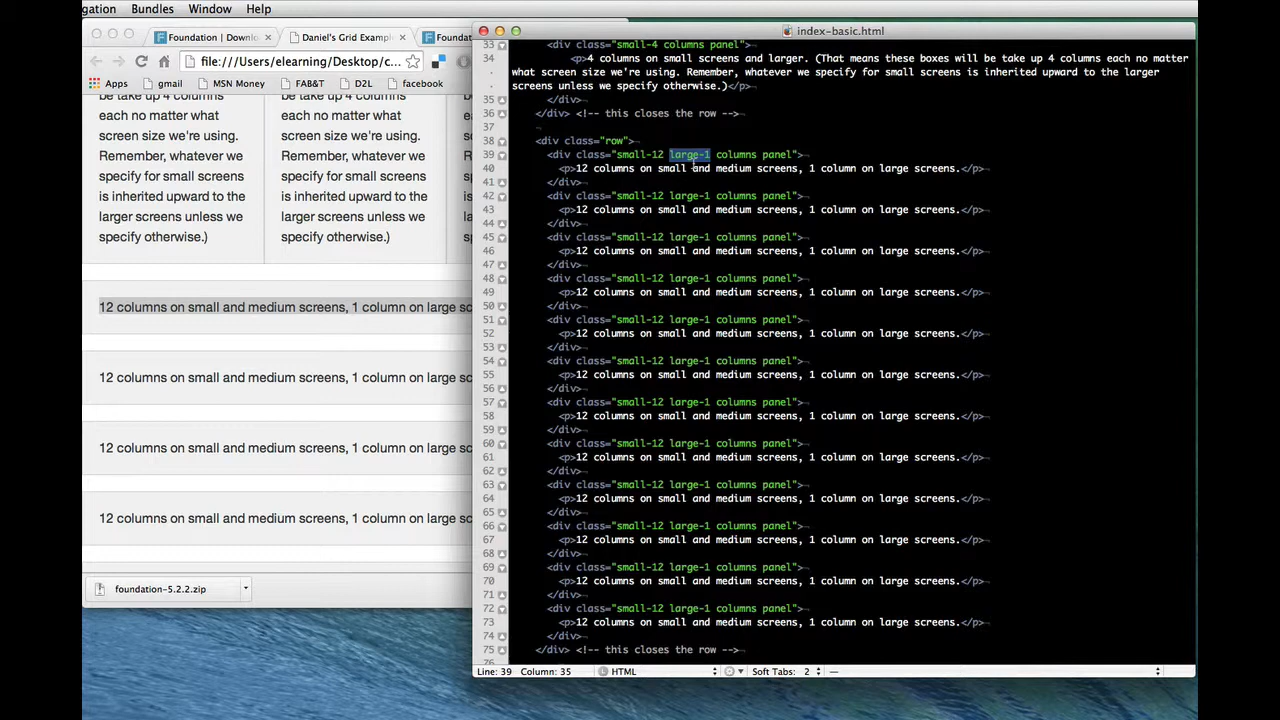 gation Bundles Window Help
Foundation | Downlo
Daniel's Grid Example
Found
file:///Users/elearning/Desktop/c...
Apps gmail MSN Money FAB&T D2L facebook
be take up 4 columns be take up 4 columns
each no matter what each no matter what
screen size we're using. screen size we're using.
Remember, whatever we Remember, whatever we
specify for small screens specify for small screens
is inherited upward to the is inherited upward to the
larger screens unless we larger screens unless we
specify otherwise.) specify otherwise.)
12 columns on small and medium screens, 1 column on large sc
12 columns on small and medium screens, 1 column on large sc
12 columns on small and medium screens, 1 column on large sc
12 columns on small and medium screens, 1 column on large sc
foundation-5.2.2.zip
index-basic.html
33 <div class="small-4 columns panel">
34 <p>4 columns on small screens and larger. (That means these boxes will be take up 4 columns each no matter
what screen size we're using. Remember, whatever we specify for small screens is inherited upward to the larger
screens unless we specify otherwise.)</p>
35 </div>
36 </div> <!-- this closes the row -->
37
38 <div class="row">
39 <div class="small-12 large-1 columns panel">
40 <p>12 columns on small and medium screens, 1 column on large screens.</p>
41 </div>
42 <div class="small-12 large-1 columns panel">
43 <p>12 columns on small and medium screens, 1 column on large screens.</p>
44 </div>
45 <div class="small-12 large-1 columns panel">
46 <p>12 columns on small and medium screens, 1 column on large screens.</p>
47 </div>
48 <div class="small-12 large-1 columns panel">
49 <p>12 columns on small and medium screens, 1 column on large screens.</p>
50 </div>
51 <div class="small-12 large-1 columns panel">
52 <p>12 columns on small and medium screens, 1 column on large screens.</p>
53 </div>
54 <div class="small-12 large-1 columns panel">
55 <p>12 columns on small and medium screens, 1 column on large screens.</p>
56 </div>
57 <div class="small-12 large-1 columns panel">
58 <p>12 columns on small and medium screens, 1 column on large screens.</p>
59 </div>
60 <div class="small-12 large-1 columns panel">
61 <p>12 columns on small and medium screens, 1 column on large screens.</p>
62 </div>
63 <div class="small-12 large-1 columns panel">
64 <p>12 columns on small and medium screens, 1 column on large screens.</p>
65 </div>
66 <div class="small-12 large-1 columns panel">
67 <p>12 columns on small and medium screens, 1 column on large screens.</p>
68 </div>
69 <div class="small-12 large-1 columns panel">
70 <p>12 columns on small and medium screens, 1 column on large screens.</p>
71 </div>
72 <div class="small-12 large-1 columns panel">
73 <p>12 columns on small and medium screens, 1 column on large screens.</p>
74 </div>
75 </div> <!-- this closes the row -->
Line: 39 Column: 35 HTML Soft Tabs: 2 —